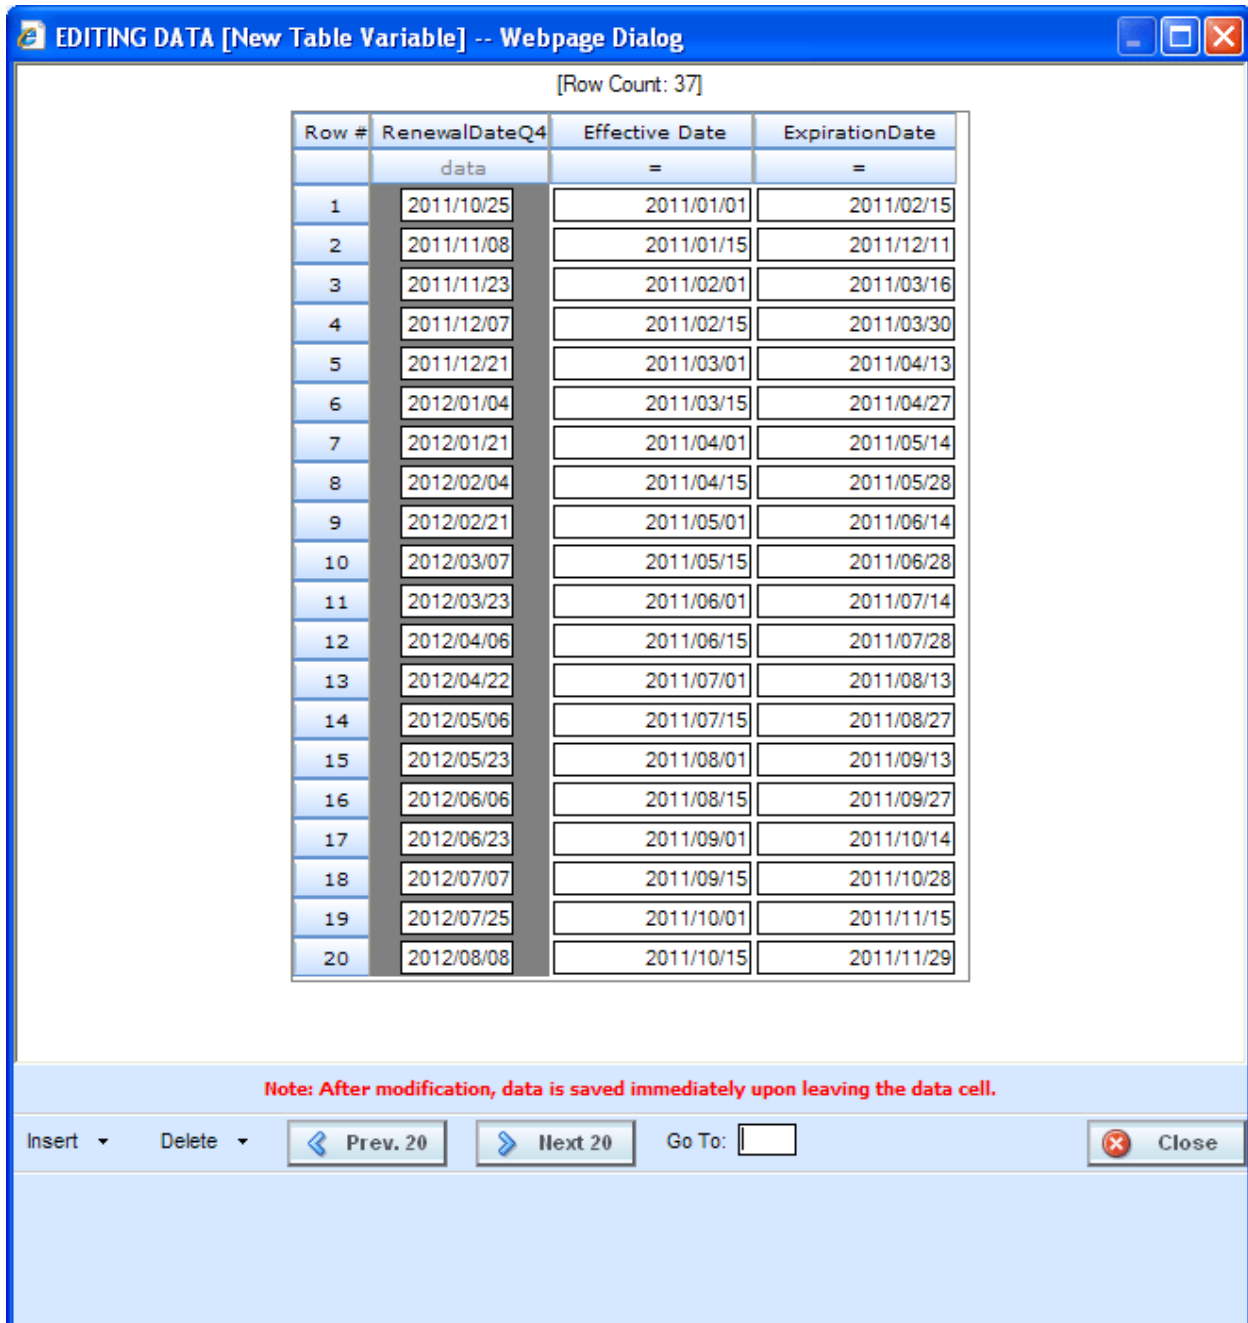 EDITING DATA [New Table Variable] -- Webpage Dialog
[Row Count: 37]
Row # RenewalDateQ4 Effective Date ExpirationDate
data = =
1 2011/10/25 2011/01/01 2011/02/15
2 2011/11/08 2011/01/15 2011/12/11
3 2011/11/23 2011/02/01 2011/03/16
4 2011/12/07 2011/02/15 2011/03/30
5 2011/12/21 2011/03/01 2011/04/13
6 2012/01/04 2011/03/15 2011/04/27
7 2012/01/21 2011/04/01 2011/05/14
8 2012/02/04 2011/04/15 2011/05/28
9 2012/02/21 2011/05/01 2011/06/14
10 2012/03/07 2011/05/15 2011/06/28
11 2012/03/23 2011/06/01 2011/07/14
12 2012/04/06 2011/06/15 2011/07/28
13 2012/04/22 2011/07/01 2011/08/13
14 2012/05/06 2011/07/15 2011/08/27
15 2012/05/23 2011/08/01 2011/09/13
16 2012/06/06 2011/08/15 2011/09/27
17 2012/06/23 2011/09/01 2011/10/14
18 2012/07/07 2011/09/15 2011/10/28
19 2012/07/25 2011/10/01 2011/11/15
20 2012/08/08 2011/10/15 2011/11/29
Note: After modification, data is saved immediately upon leaving the data cell.
Insert Delete Prev. 20 Next 20 Go To: Close